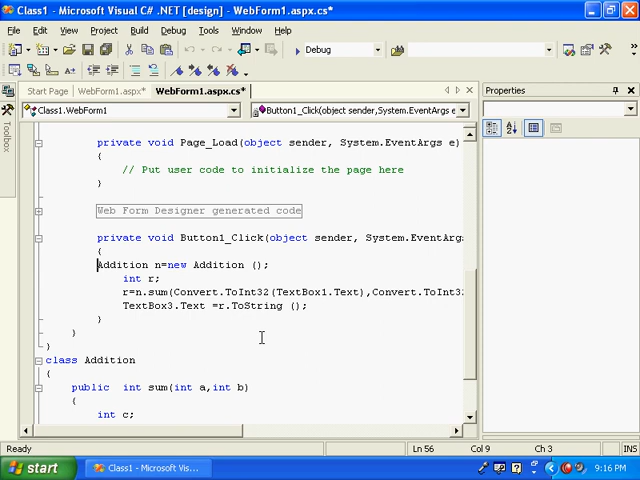 Class1 - Microsoft Visual C# .NET [design] - WebForm1.aspx.cs*
File Edit View Project Build Debug Tools Window Help
Debug
Start Page WebForm1.aspx* WebForm1.aspx.cs*
Class1.WebForm1 Button1_Click(object sender,System.EventArgs e)
private void Page_Load(object sender, System.EventArgs e)
{
// Put user code to initialize the page here
}
Web Form Designer generated code
private void Button1_Click(object sender, System.EventArgs
{
Addition n=new Addition ();
int r;
r=n.sum(Convert.ToInt32(TextBox1.Text),Convert.ToInt32
TextBox3.Text =r.ToString ();
}
}
}
class Addition
{
public int sum(int a,int b)
{
int c;
Toolbox
Properties
Ready Ln 56 Col 9 Ch 3 INS
start Class1 - Microsoft Vis... 9:16 PM